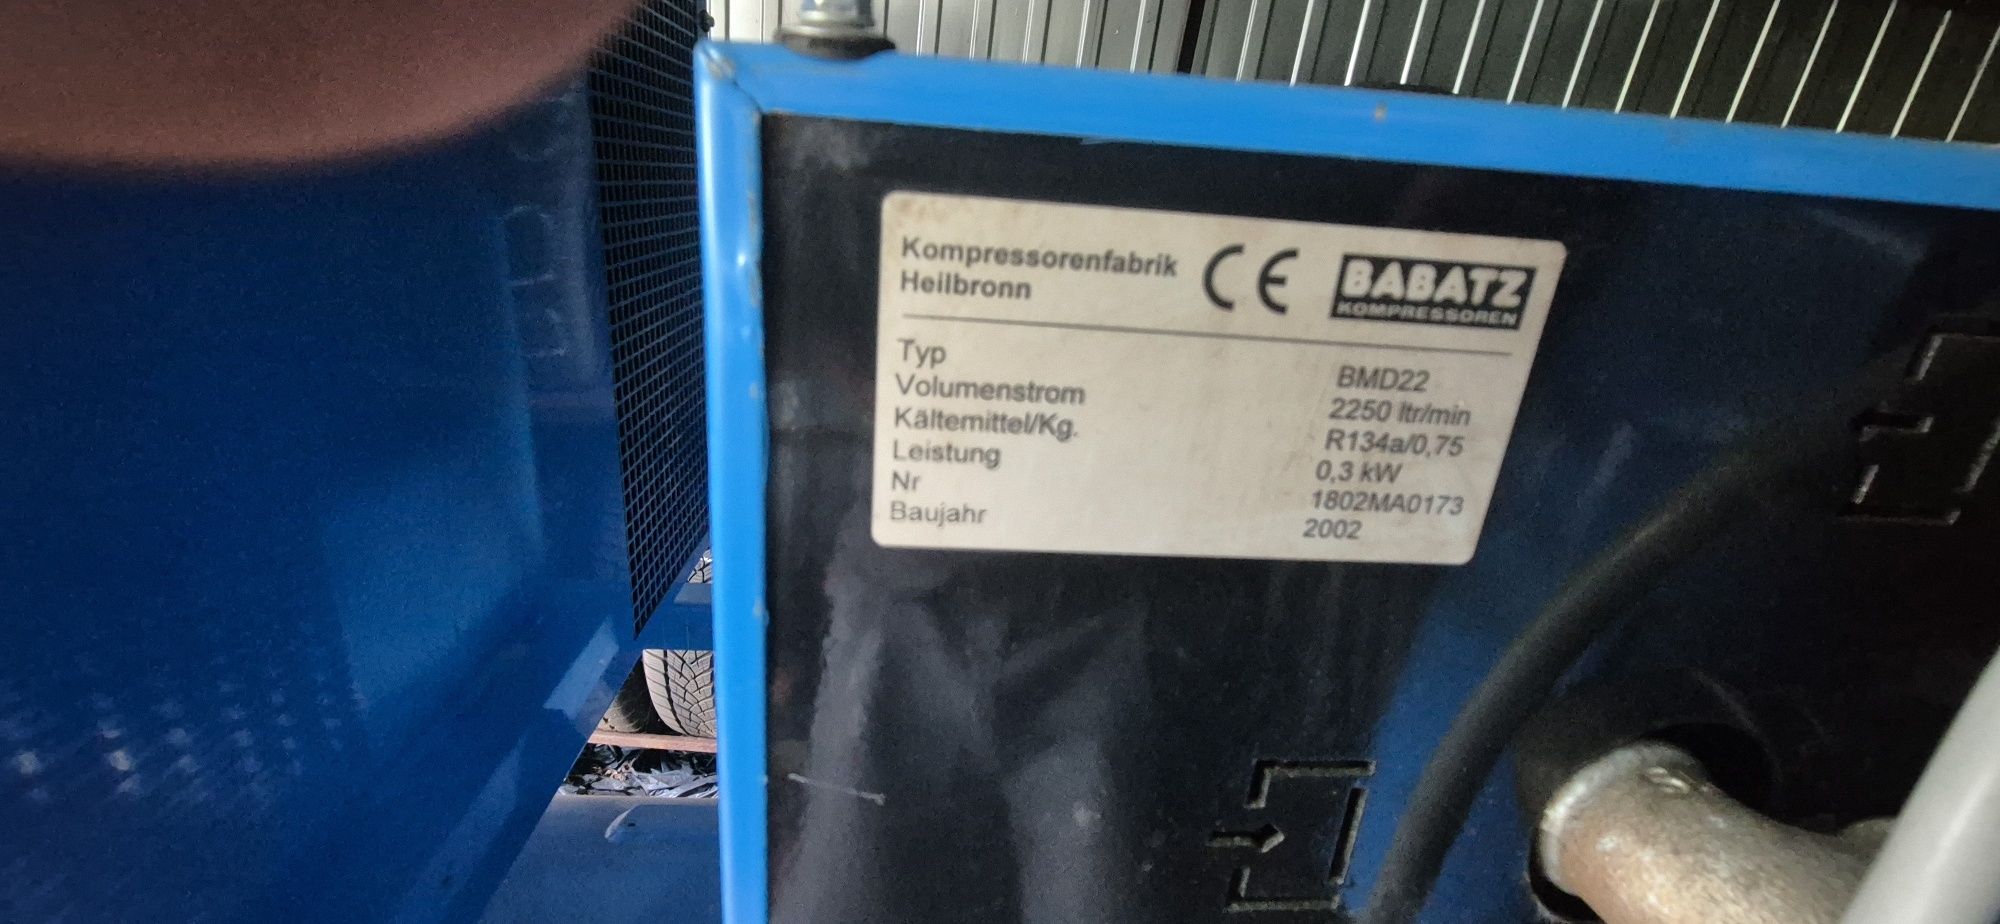 Kompressorenfabrik
Heilbronn
CE
BABATZ
KOMPRESSOREN
Typ BMD22
Volumenstrom 2250 ltr/min
Kältemittel/Kg. R134a/0,75
Leistung 0,3 kW
Nr 1802MA0173
Baujahr 2002